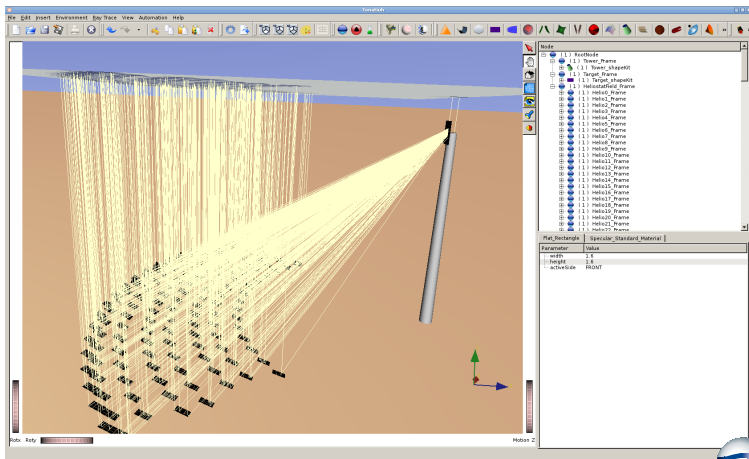 Tonatiuh
File Edit Insert Environment Ray Trace View Automation Help
Node
( 1 ) RootNode
( 1 ) Tower_Frame
( 1 ) Tower_shapeKit
( 1 ) Target_Frame
( 1 ) Target_shapeKit
( 1 ) HeliostatField_Frame
( 1 ) Helio0_Frame
( 1 ) Helio1_Frame
( 1 ) Helio2_Frame
( 1 ) Helio3_Frame
( 1 ) Helio4_Frame
( 1 ) Helio5_Frame
( 1 ) Helio6_Frame
( 1 ) Helio7_Frame
( 1 ) Helio8_Frame
( 1 ) Helio9_Frame
( 1 ) Helio10_Frame
( 1 ) Helio11_Frame
( 1 ) Helio12_Frame
( 1 ) Helio13_Frame
( 1 ) Helio14_Frame
( 1 ) Helio15_Frame
( 1 ) Helio16_Frame
( 1 ) Helio17_Frame
( 1 ) Helio18_Frame
( 1 ) Helio19_Frame
( 1 ) Helio20_Frame
( 1 ) Helio21_Frame
( 1 ) Helio22_Frame
Flat_Rectangle Specular_Standard_Material
Parameter Value
width 1.6
height 1.6
activeSide FRONT
Rotx Roty Motion Z